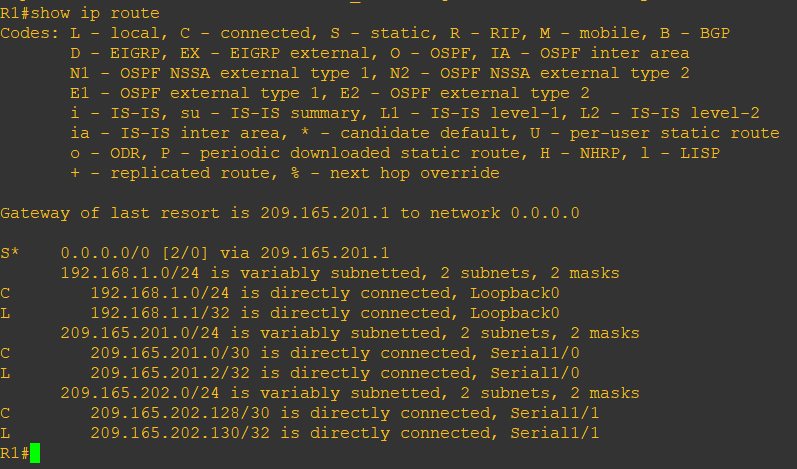 R1#show ip route
Codes: L - local, C - connected, S - static, R - RIP, M - mobile, B - BGP
       D - EIGRP, EX - EIGRP external, O - OSPF, IA - OSPF inter area
       N1 - OSPF NSSA external type 1, N2 - OSPF NSSA external type 2
       E1 - OSPF external type 1, E2 - OSPF external type 2
       i - IS-IS, su - IS-IS summary, L1 - IS-IS level-1, L2 - IS-IS level-2
       ia - IS-IS inter area, * - candidate default, U - per-user static route
       o - ODR, P - periodic downloaded static route, H - NHRP, l - LISP
       + - replicated route, % - next hop override

Gateway of last resort is 209.165.201.1 to network 0.0.0.0

S*    0.0.0.0/0 [2/0] via 209.165.201.1
      192.168.1.0/24 is variably subnetted, 2 subnets, 2 masks
C        192.168.1.0/24 is directly connected, Loopback0
L        192.168.1.1/32 is directly connected, Loopback0
      209.165.201.0/24 is variably subnetted, 2 subnets, 2 masks
C        209.165.201.0/30 is directly connected, Serial1/0
L        209.165.201.2/32 is directly connected, Serial1/0
      209.165.202.0/24 is variably subnetted, 2 subnets, 2 masks
C        209.165.202.128/30 is directly connected, Serial1/1
L        209.165.202.130/32 is directly connected, Serial1/1
R1#